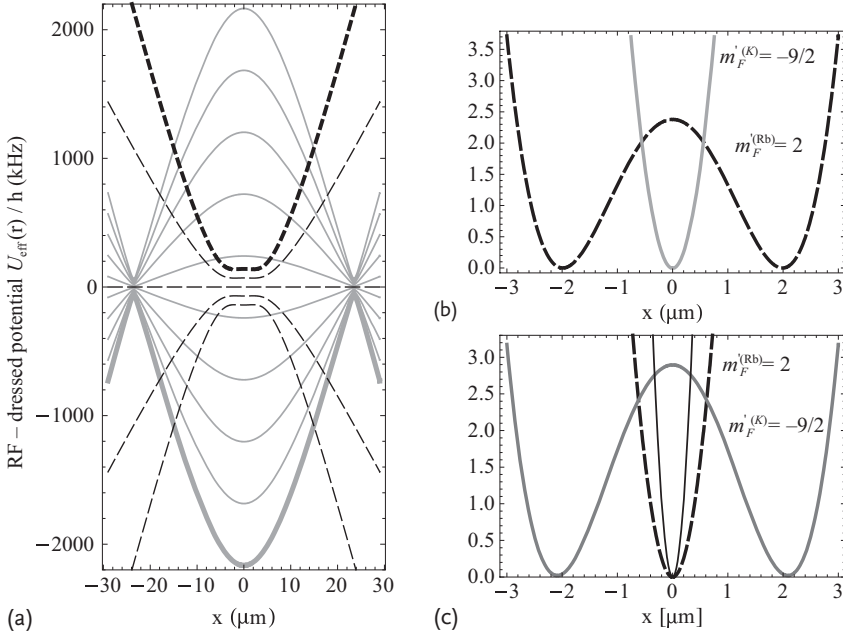 2000
1000
0
−1000
−2000
RF – dressed potential U_eff(r) / h (kHz)
−30 −20 −10 0 10 20 30
x (μm)
(a)
3.5
3.0
2.5
2.0
1.5
1.0
0.5
0.0
m'_F^(K) = –9/2
m'_F^(Rb) = 2
−3 −2 −1 0 1 2 3
x (μm)
(b)
3.0
2.5
2.0
1.5
1.0
0.5
0.0
m'_F^(Rb) = 2
m'_F^(K) = –9/2
−3 −2 −1 0 1 2 3
x [μm]
(c)